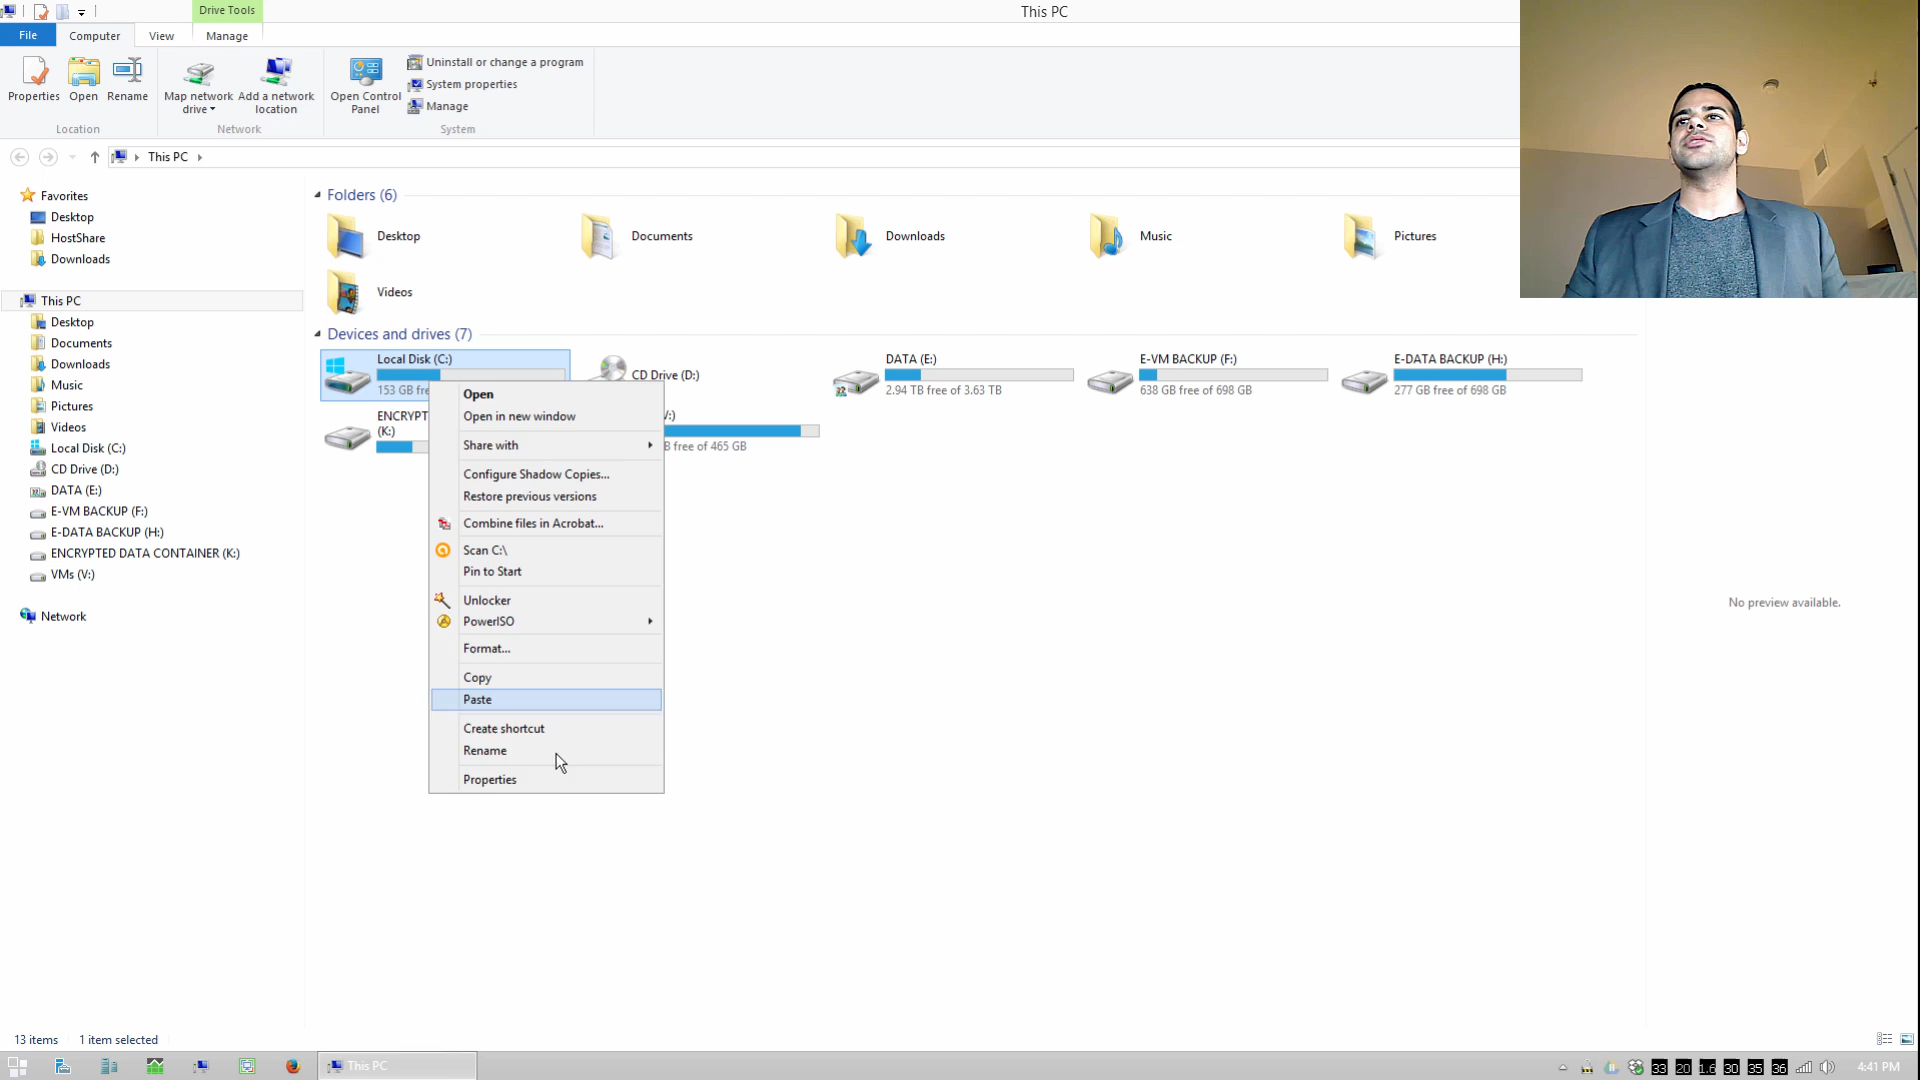 Drive Tools
This PC
File
Computer
View
Manage
Properties
Open
Rename
Map network
drive
Add a network
location
Open Control
Panel
Uninstall or change a program
System properties
Manage
Location
Network
System
This PC
Favorites
Desktop
HostShare
Downloads
This PC
Desktop
Documents
Downloads
Music
Pictures
Videos
Local Disk (C:)
CD Drive (D:)
DATA (E:)
E-VM BACKUP (F:)
E-DATA BACKUP (H:)
ENCRYPTED DATA CONTAINER (K:)
VMs (V:)
Network
Folders (6)
Desktop
Documents
Downloads
Music
Pictures
Videos
Devices and drives (7)
Local Disk (C:)
153 GB fre
CD Drive (D:)
DATA (E:)
2.94 TB free of 3.63 TB
E-VM BACKUP (F:)
638 GB free of 698 GB
E-DATA BACKUP (H:)
277 GB free of 698 GB
ENCRYPT
(K:)
V:)
B free of 465 GB
Open
Open in new window
Share with
Configure Shadow Copies...
Restore previous versions
Combine files in Acrobat...
Scan C:\
Pin to Start
Unlocker
PowerISO
Format...
Copy
Paste
Create shortcut
Rename
Properties
No preview available.
13 items
1 item selected
This PC
33 20 1.6 30 35 36
4:41 PM